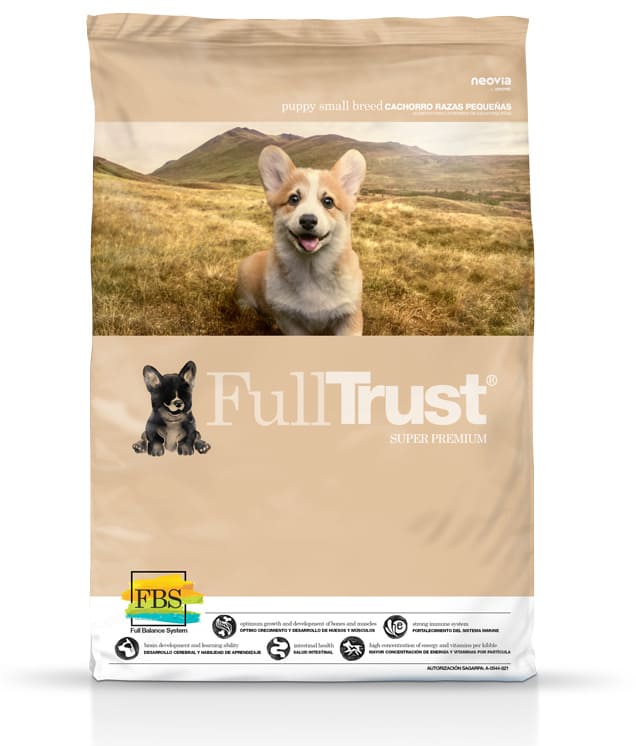 neovia
puppy small breed CACHORRO RAZAS PEQUEÑAS
FullTrust®
SUPER PREMIUM
FBS
Full Balance System
optimum growth and development of bones and muscles
OPTIMO CRECIMIENTO Y DESARROLLO DE HUESOS Y MÚSCULOS
strong immune system
FORTALECIMIENTO DEL SISTEMA INMUNE
brain development and learning ability
DESARROLLO CEREBRAL Y HABILIDAD DE APRENDIZAJE
intestinal health
SALUD INTESTINAL
high concentration of energy and vitamins per kibble
MAYOR CONCENTRACIÓN DE ENERGÍA Y VITAMINAS POR PARTÍCULA
AUTORIZACIÓN SAGARPA: A-0544-021